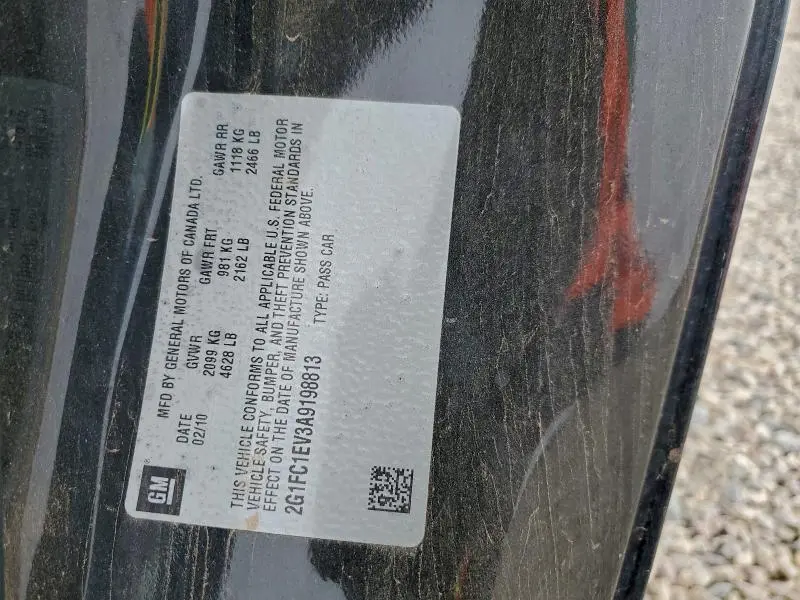 GM
MFD BY GENERAL MOTORS OF CANADA LTD.
DATE GVWR GAWR FRT GAWR RR
02/10 2099 KG 981 KG 1118 KG
4628 LB 2162 LB 2466 LB
THIS VEHICLE CONFORMS TO ALL APPLICABLE U.S. FEDERAL MOTOR
VEHICLE SAFETY, BUMPER, AND THEFT PREVENTION STANDARDS IN
EFFECT ON THE DATE OF MANUFACTURE SHOWN ABOVE.
2G1FC1EV3A9198813 TYPE: PASS CAR